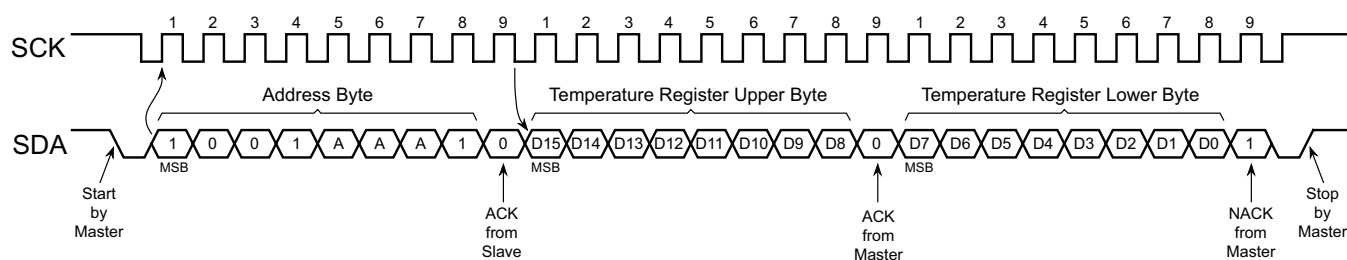 1 2 3 4 5 6 7 8 9 1 2 3 4 5 6 7 8 9 1 2 3 4 5 6 7 8 9
SCK
Address Byte Temperature Register Upper Byte Temperature Register Lower Byte
SDA 1 0 0 1 A A A 1 0 D15 D14 D13 D12 D11 D10 D9 D8 0 D7 D6 D5 D4 D3 D2 D1 D0 1
MSB MSB MSB
Start
by
Master
ACK
from
Slave
ACK
from
Master
NACK
from
Master
Stop
by
Master